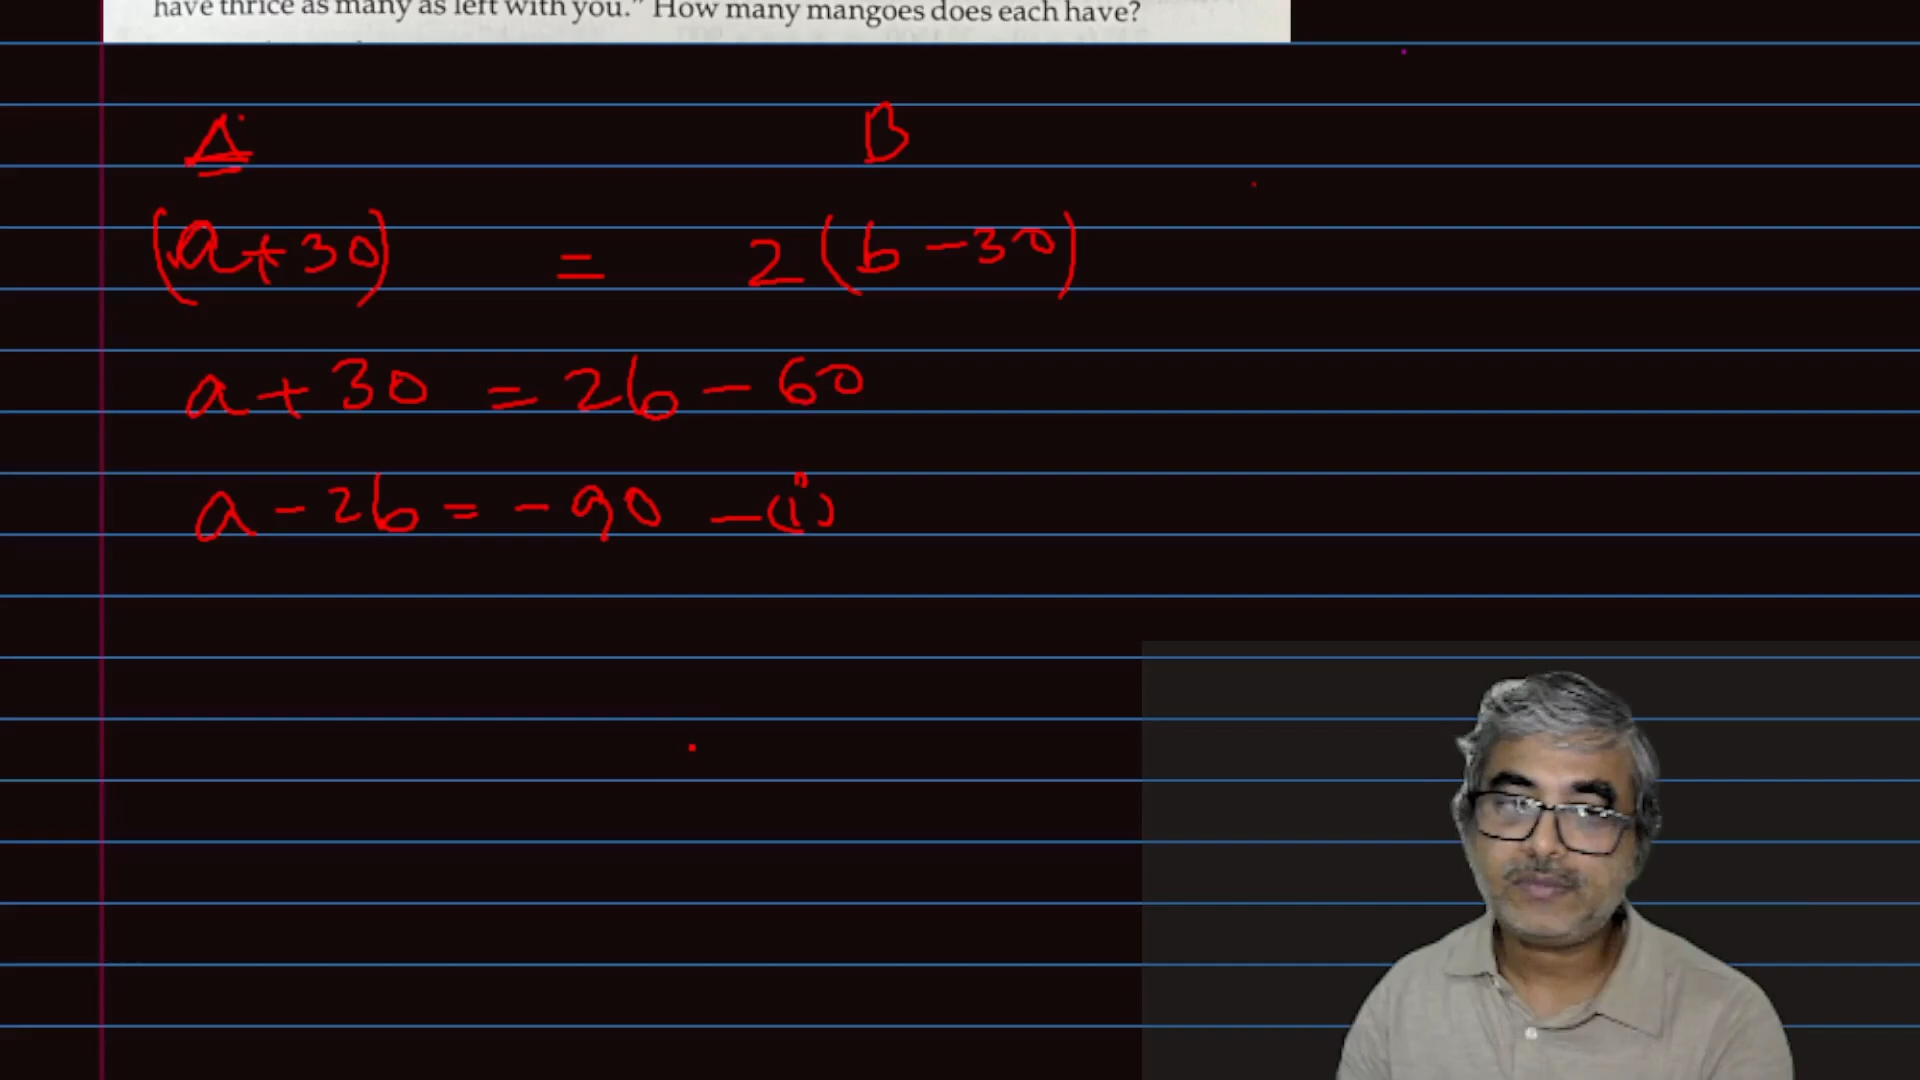 have thrice as many as left with you." How many mangoes does each have?
A B
(a+30) = 2(b-30)
a+30 = 2b-60
a-2b = -90 -(i)